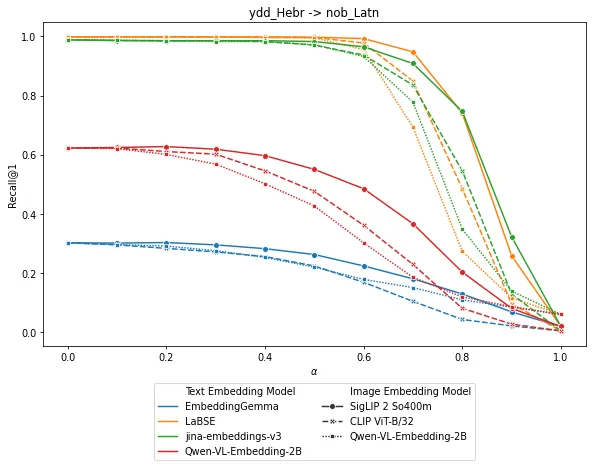 ydd_Hebr -> nob_Latn
Recall@1
1.0
0.8
0.6
0.4
0.2
0.0
0.0 0.2 0.4 0.6 0.8 1.0
α
Text Embedding Model
EmbeddingGemma
LaBSE
jina-embeddings-v3
Qwen-VL-Embedding-2B
Image Embedding Model
SigLIP 2 So400m
CLIP ViT-B/32
Qwen-VL-Embedding-2B